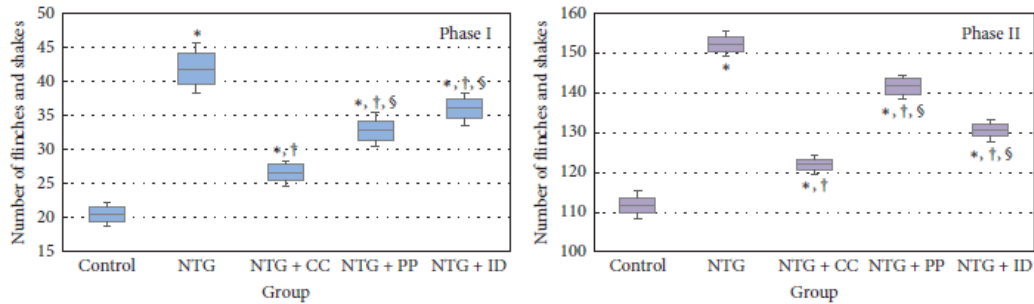 Number of flinches and shakes
50
45
40
35
30
25
20
15
Phase I
*
*, †
*, †, §
*, †, §
Control NTG NTG + CC NTG + PP NTG + ID
Group
Number of flinches and shakes
160
150
140
130
120
110
100
Phase II
*
*, †
*, †, §
*, †, §
Control NTG NTG + CC NTG + PP NTG + ID
Group